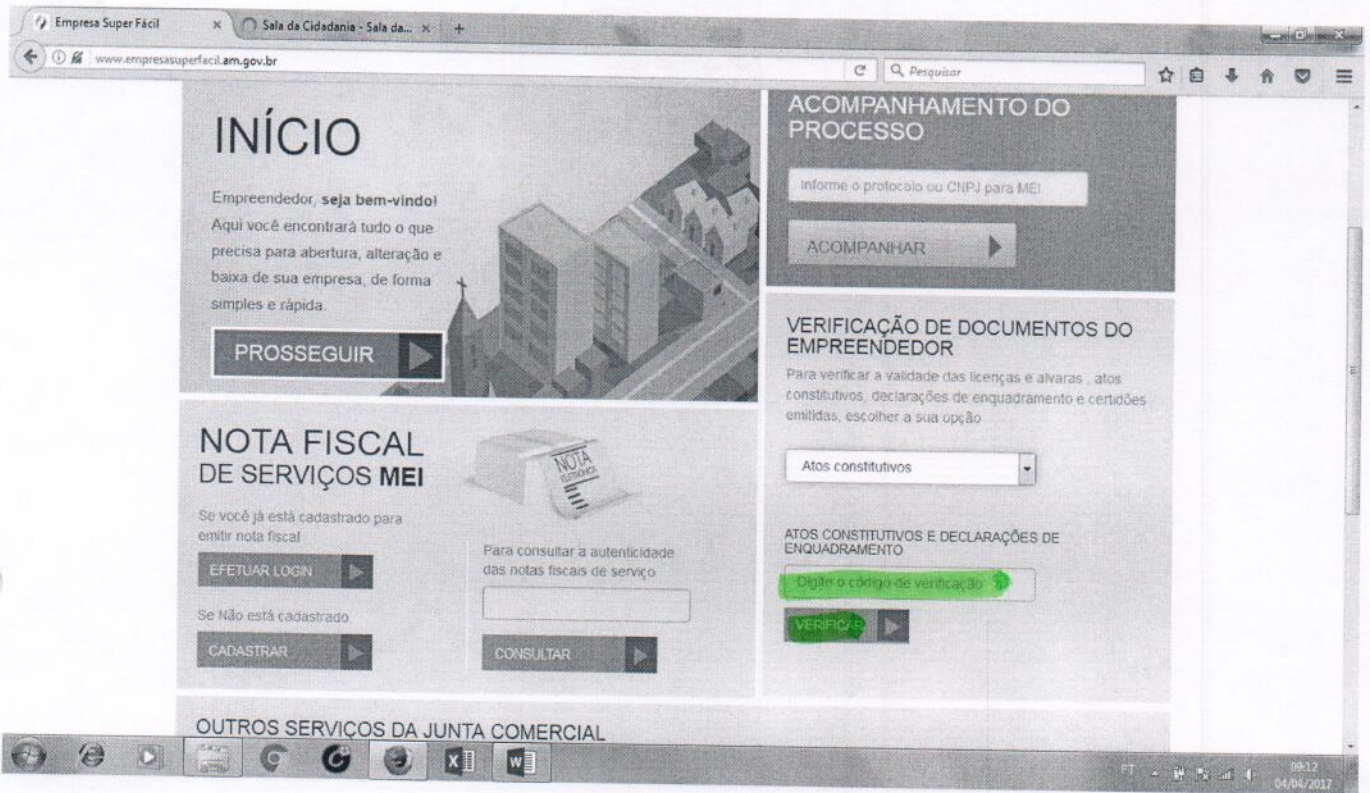 Empresa Super Fácil
Sala da Cidadania - Sala da...
www.empresasuperfacil.am.gov.br
Pesquisar
INÍCIO
Empreendedor, seja bem-vindo!
Aqui você encontrará tudo o que
precisa para abertura, alteração e
baixa de sua empresa, de forma
simples e rápida.
PROSSEGUIR
ACOMPANHAMENTO DO
PROCESSO
Informe o protocolo ou CNPJ para MEI
ACOMPANHAR
VERIFICAÇÃO DE DOCUMENTOS DO
EMPREENDEDOR
Para verificar a validade das licenças e alvaras , atos
constitutivos, declarações de enquadramento e certidões
emitidas, escolher a sua opção
Atos constitutivos
ATOS CONSTITUTIVOS E DECLARAÇÕES DE
ENQUADRAMENTO
Digite o código de verificação
VERIFICAR
NOTA FISCAL
DE SERVIÇOS MEI
NOTA
ELETRÔNICA
Se você já está cadastrado para
emitir nota fiscal
EFETUAR LOGIN
Se Não está cadastrado
CADASTRAR
Para consultar a autenticidade
das notas fiscais de serviço
CONSULTAR
OUTROS SERVIÇOS DA JUNTA COMERCIAL
PT
09:12
04/04/2017